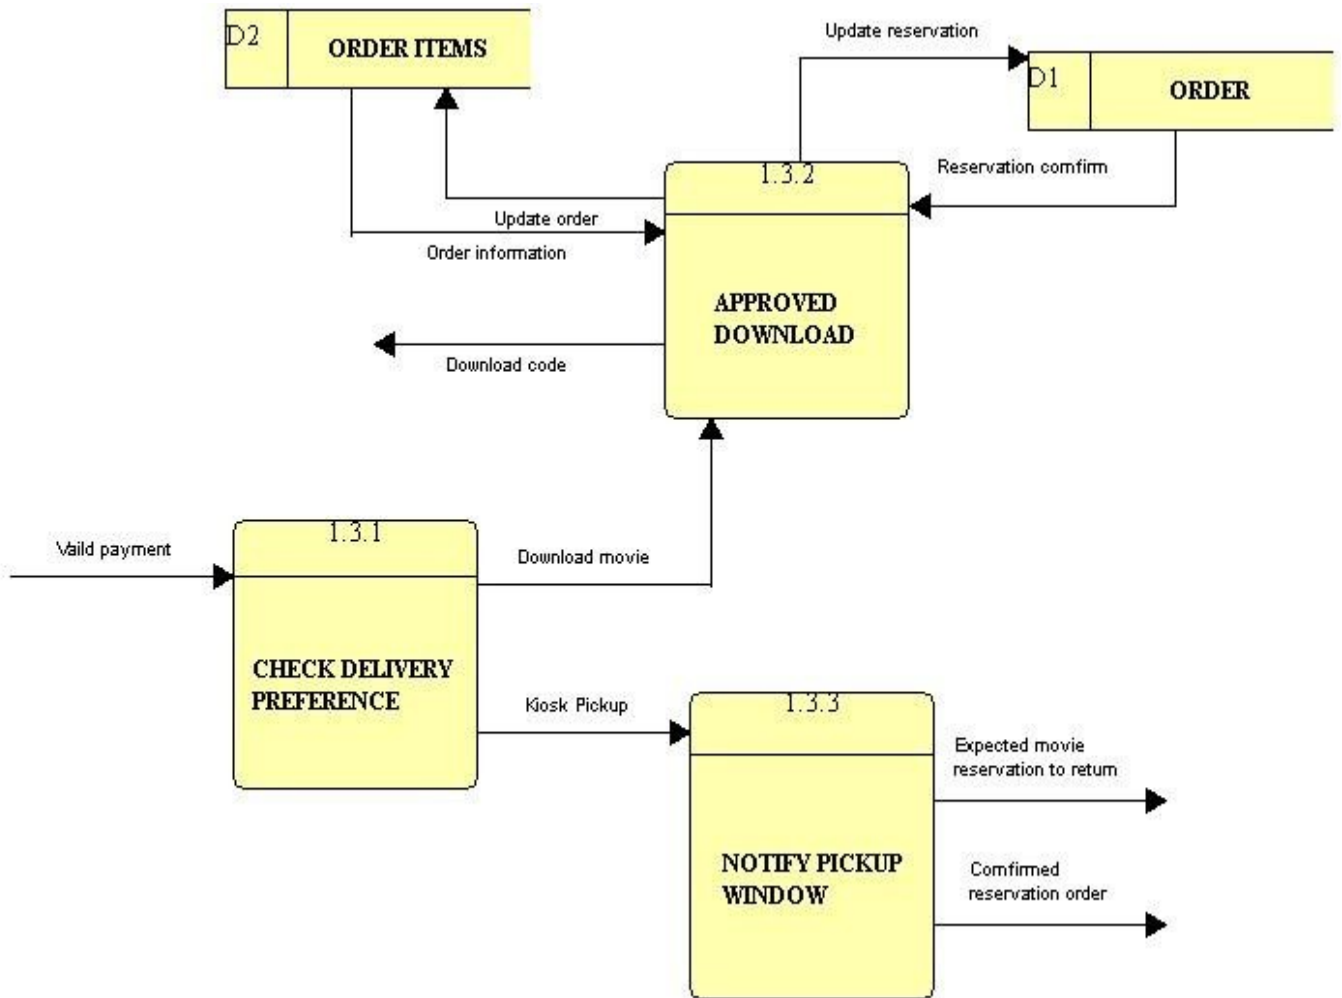 D2
ORDER ITEMS
Update reservation
D1
ORDER
1.3.2
Reservation comfirm
Update order
Order information
APPROVED
DOWNLOAD
Download code
1.3.1
Vaild payment
Download movie
CHECK DELIVERY
PREFERENCE
Kiosk Pickup
1.3.3
Expected movie
reservation to return
NOTIFY PICKUP
WINDOW
Comfirmed
reservation order